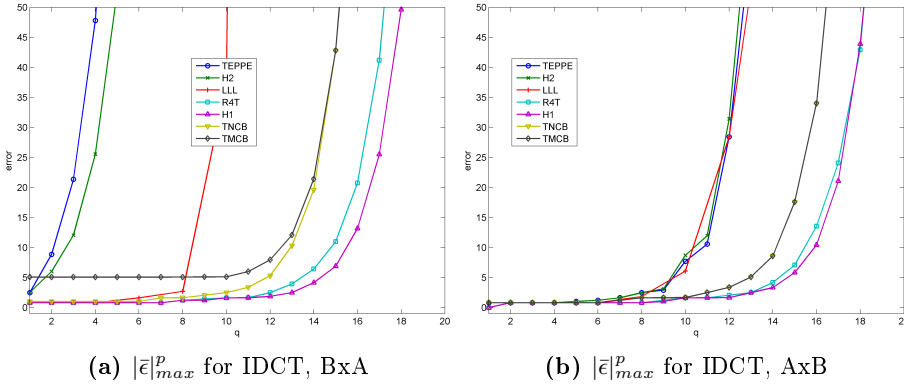 50
45
40
35
30
25
20
15
10
5
0
error
2 4 6 8 10 12 14 16 18 20
q
TEPPE
H2
LLL
R4T
H1
TNCB
TMCB
(a) |ε̄|^p_max for IDCT, BxA
50
45
40
35
30
25
20
15
10
5
0
error
2 4 6 8 10 12 14 16 18 20
q
TEPPE
H2
LLL
R4T
H1
TNCB
TMCB
(b) |ε̄|^p_max for IDCT, AxB